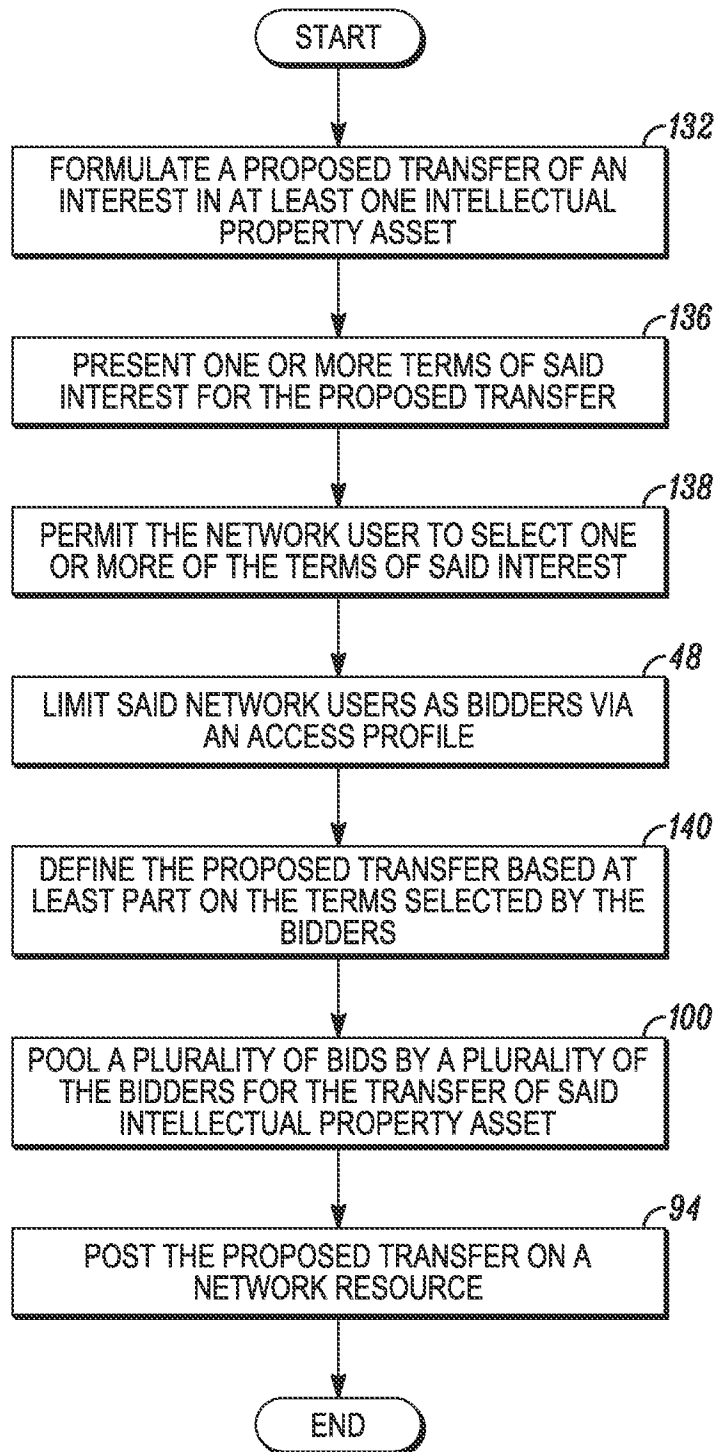 START
132
FORMULATE A PROPOSED TRANSFER OF AN
INTEREST IN AT LEAST ONE INTELLECTUAL
PROPERTY ASSET
136
PRESENT ONE OR MORE TERMS OF SAID
INTEREST FOR THE PROPOSED TRANSFER
138
PERMIT THE NETWORK USER TO SELECT ONE
OR MORE OF THE TERMS OF SAID INTEREST
48
LIMIT SAID NETWORK USERS AS BIDDERS VIA
AN ACCESS PROFILE
140
DEFINE THE PROPOSED TRANSFER BASED AT
LEAST PART ON THE TERMS SELECTED BY THE
BIDDERS
100
POOL A PLURALITY OF BIDS BY A PLURALITY OF
THE BIDDERS FOR THE TRANSFER OF SAID
INTELLECTUAL PROPERTY ASSET
94
POST THE PROPOSED TRANSFER ON A
NETWORK RESOURCE
END